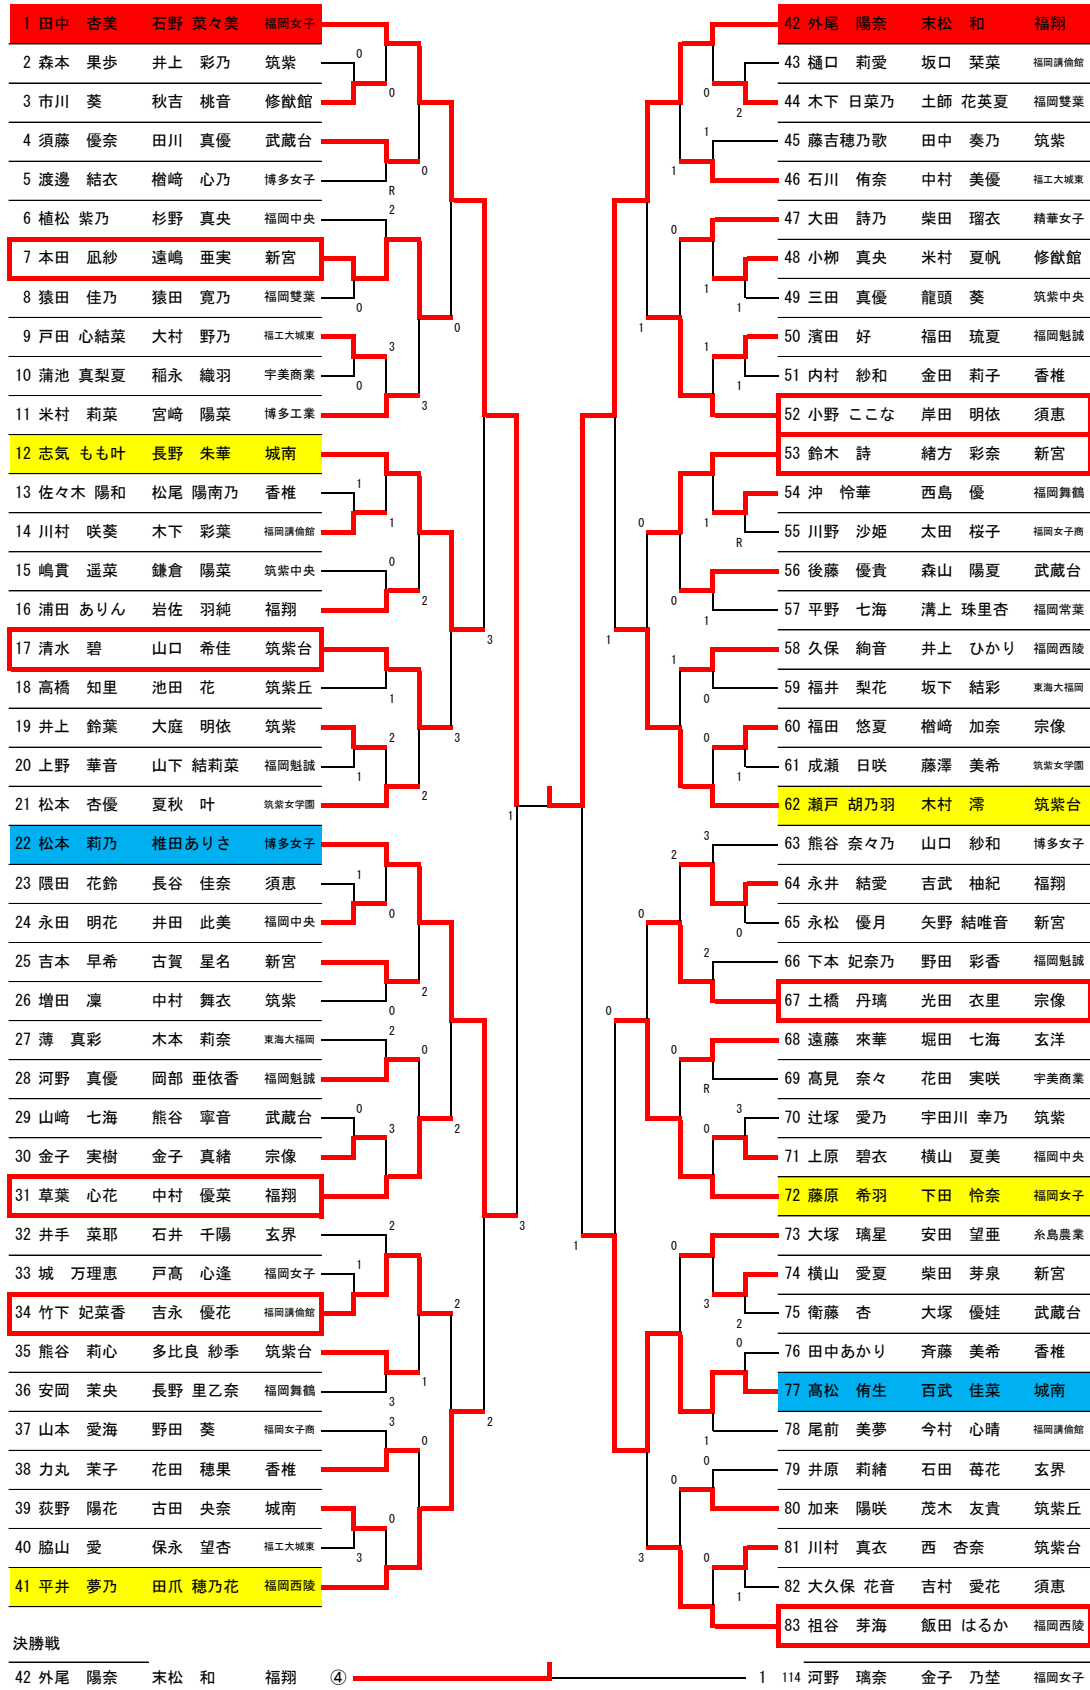 1 田中 杏美 石野 菜々美 福岡女子
2 森本 果歩 井上 彩乃 筑紫
3 市川 葵 秋吉 桃音 修猷館
4 須藤 優奈 田川 真優 武蔵台
5 渡邊 結衣 楢﨑 心乃 博多女子
6 植松 紫乃 杉野 真央 福岡中央
7 本田 凪紗 遠嶋 亜実 新宮
8 猿田 佳乃 猿田 寛乃 福岡雙葉
9 戸田 心結菜 大村 野乃 福工大城東
10 蒲池 真梨夏 稲永 織羽 宇美商業
11 米村 莉菜 宮﨑 陽菜 博多工業
12 志気 もも叶 長野 朱華 城南
13 佐々木 陽和 松尾 陽南乃 香椎
14 川村 咲葵 木下 彩葉 福岡講倫館
15 嶋貫 遥菜 鎌倉 陽菜 筑紫中央
16 浦田 ありん 岩佐 羽純 福翔
17 清水 碧 山口 希佳 筑紫台
18 高橋 知里 池田 花 筑紫丘
19 井上 鈴葉 大庭 明依 筑紫
20 上野 華音 山下 結莉菜 福岡魁誠
21 松本 杏優 夏秋 叶 筑紫女学園
22 松本 莉乃 椎田ありさ 博多女子
23 隈田 花鈴 長谷 佳奈 須恵
24 永田 明花 井田 此美 福岡中央
25 吉本 早希 古賀 星名 新宮
26 増田 凜 中村 舞衣 筑紫
27 薄 真彩 木本 莉奈 東海大福岡
28 河野 真優 岡部 亜依香 福岡魁誠
29 山﨑 七海 熊谷 寧音 武蔵台
30 金子 実樹 金子 真緒 宗像
31 草葉 心花 中村 優菜 福翔
32 井手 菜耶 石井 千陽 玄界
33 城 万理恵 戸髙 心逢 福岡女子
34 竹下 妃菜香 吉永 優花 福岡講倫館
35 熊谷 莉心 多比良 紗季 筑紫台
36 安岡 茉央 長野 里乙奈 福岡舞鶴
37 山本 愛海 野田 葵 福岡女子商
38 力丸 茉子 花田 穂果 香椎
39 荻野 陽花 古田 央奈 城南
40 脇山 愛 保永 望杏 福工大城東
41 平井 夢乃 田爪 穂乃花 福岡西陵
42 外尾 陽奈 末松 和 福翔
43 樋口 莉愛 坂口 栞菜 福岡講倫館
44 木下 日菜乃 土師 花英夏 福岡雙葉
45 藤吉穂乃歌 田中 奏乃 筑紫
46 石川 侑奈 中村 美優 福工大城東
47 大田 詩乃 柴田 瑠衣 精華女子
48 小栁 真央 米村 夏帆 修猷館
49 三田 真優 龍頭 葵 筑紫中央
50 濱田 好 福田 琉夏 福岡魁誠
51 内村 紗和 金田 莉子 香椎
52 小野 ここな 岸田 明依 須恵
53 鈴木 詩 緒方 彩奈 新宮
54 沖 怜華 西島 優 福岡舞鶴
55 川野 沙姫 太田 桜子 福岡女子商
56 後藤 優貴 森山 陽夏 武蔵台
57 平野 七海 溝上 珠里杏 福岡常葉
58 久保 絢音 井上 ひかり 福岡西陵
59 福井 梨花 坂下 結彩 東海大福岡
60 福田 悠夏 楢﨑 加奈 宗像
61 成瀬 日咲 藤澤 美希 筑紫女学園
62 瀬戸 胡乃羽 木村 澪 筑紫台
63 熊谷 奈々乃 山口 紗和 博多女子
64 永井 結愛 吉武 柚紀 福翔
65 永松 優月 矢野 結唯音 新宮
66 下本 妃奈乃 野田 彩香 福岡魁誠
67 土橋 丹璃 光田 衣里 宗像
68 遠藤 來華 堀田 七海 玄洋
69 髙見 奈々 花田 実咲 宇美商業
70 辻塚 愛乃 宇田川 幸乃 筑紫
71 上原 碧衣 横山 夏美 福岡中央
72 藤原 希羽 下田 怜奈 福岡女子
73 大塚 璃星 安田 望亜 糸島農業
74 横山 愛夏 柴田 芽泉 新宮
75 衛藤 杏 大塚 優娃 武蔵台
76 田中あかり 斉藤 美希 香椎
77 髙松 侑生 百武 佳菜 城南
78 尾前 美夢 今村 心晴 福岡講倫館
79 井原 莉緒 石田 苺花 玄界
80 加来 陽咲 茂木 友貴 筑紫丘
81 川村 真衣 西 杏奈 筑紫台
82 大久保 花音 吉村 愛花 須恵
83 祖谷 芽海 飯田 はるか 福岡西陵
決勝戦
42 外尾 陽奈 末松 和 福翔 ④ 1 114 河野 璃奈 金子 乃埜 福岡女子